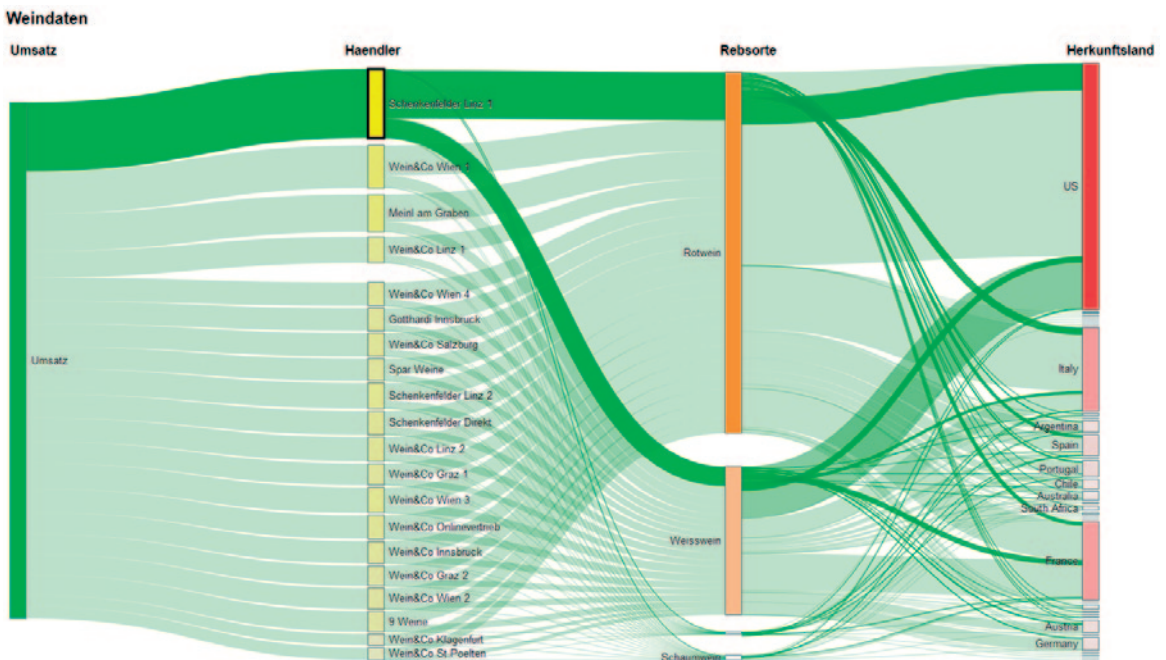 Weindaten
Umsatz
Haendler
Rebsorte
Herkunftsland
Umsatz
Schenkenfelder Linz 1
Wein&Co Wien 1
Meinl am Graben
Wein&Co Linz 1
Wein&Co Wien 4
Gotthardi Innsbruck
Wein&Co Salzburg
Spar Weine
Schenkenfelder Linz 2
Schenkenfelder Direkt
Wein&Co Linz 2
Wein&Co Graz 1
Wein&Co Wien 3
Wein&Co Onlinevertrieb
Wein&Co Innsbruck
Wein&Co Graz 2
Wein&Co Wien 2
9 Weine
Wein&Co Klagenfurt
Wein&Co St.Poelten
Rotwein
Weisswein
Schaumwein
US
Italy
Argentina
Spain
Portugal
Chile
Australia
South Africa
France
Austria
Germany